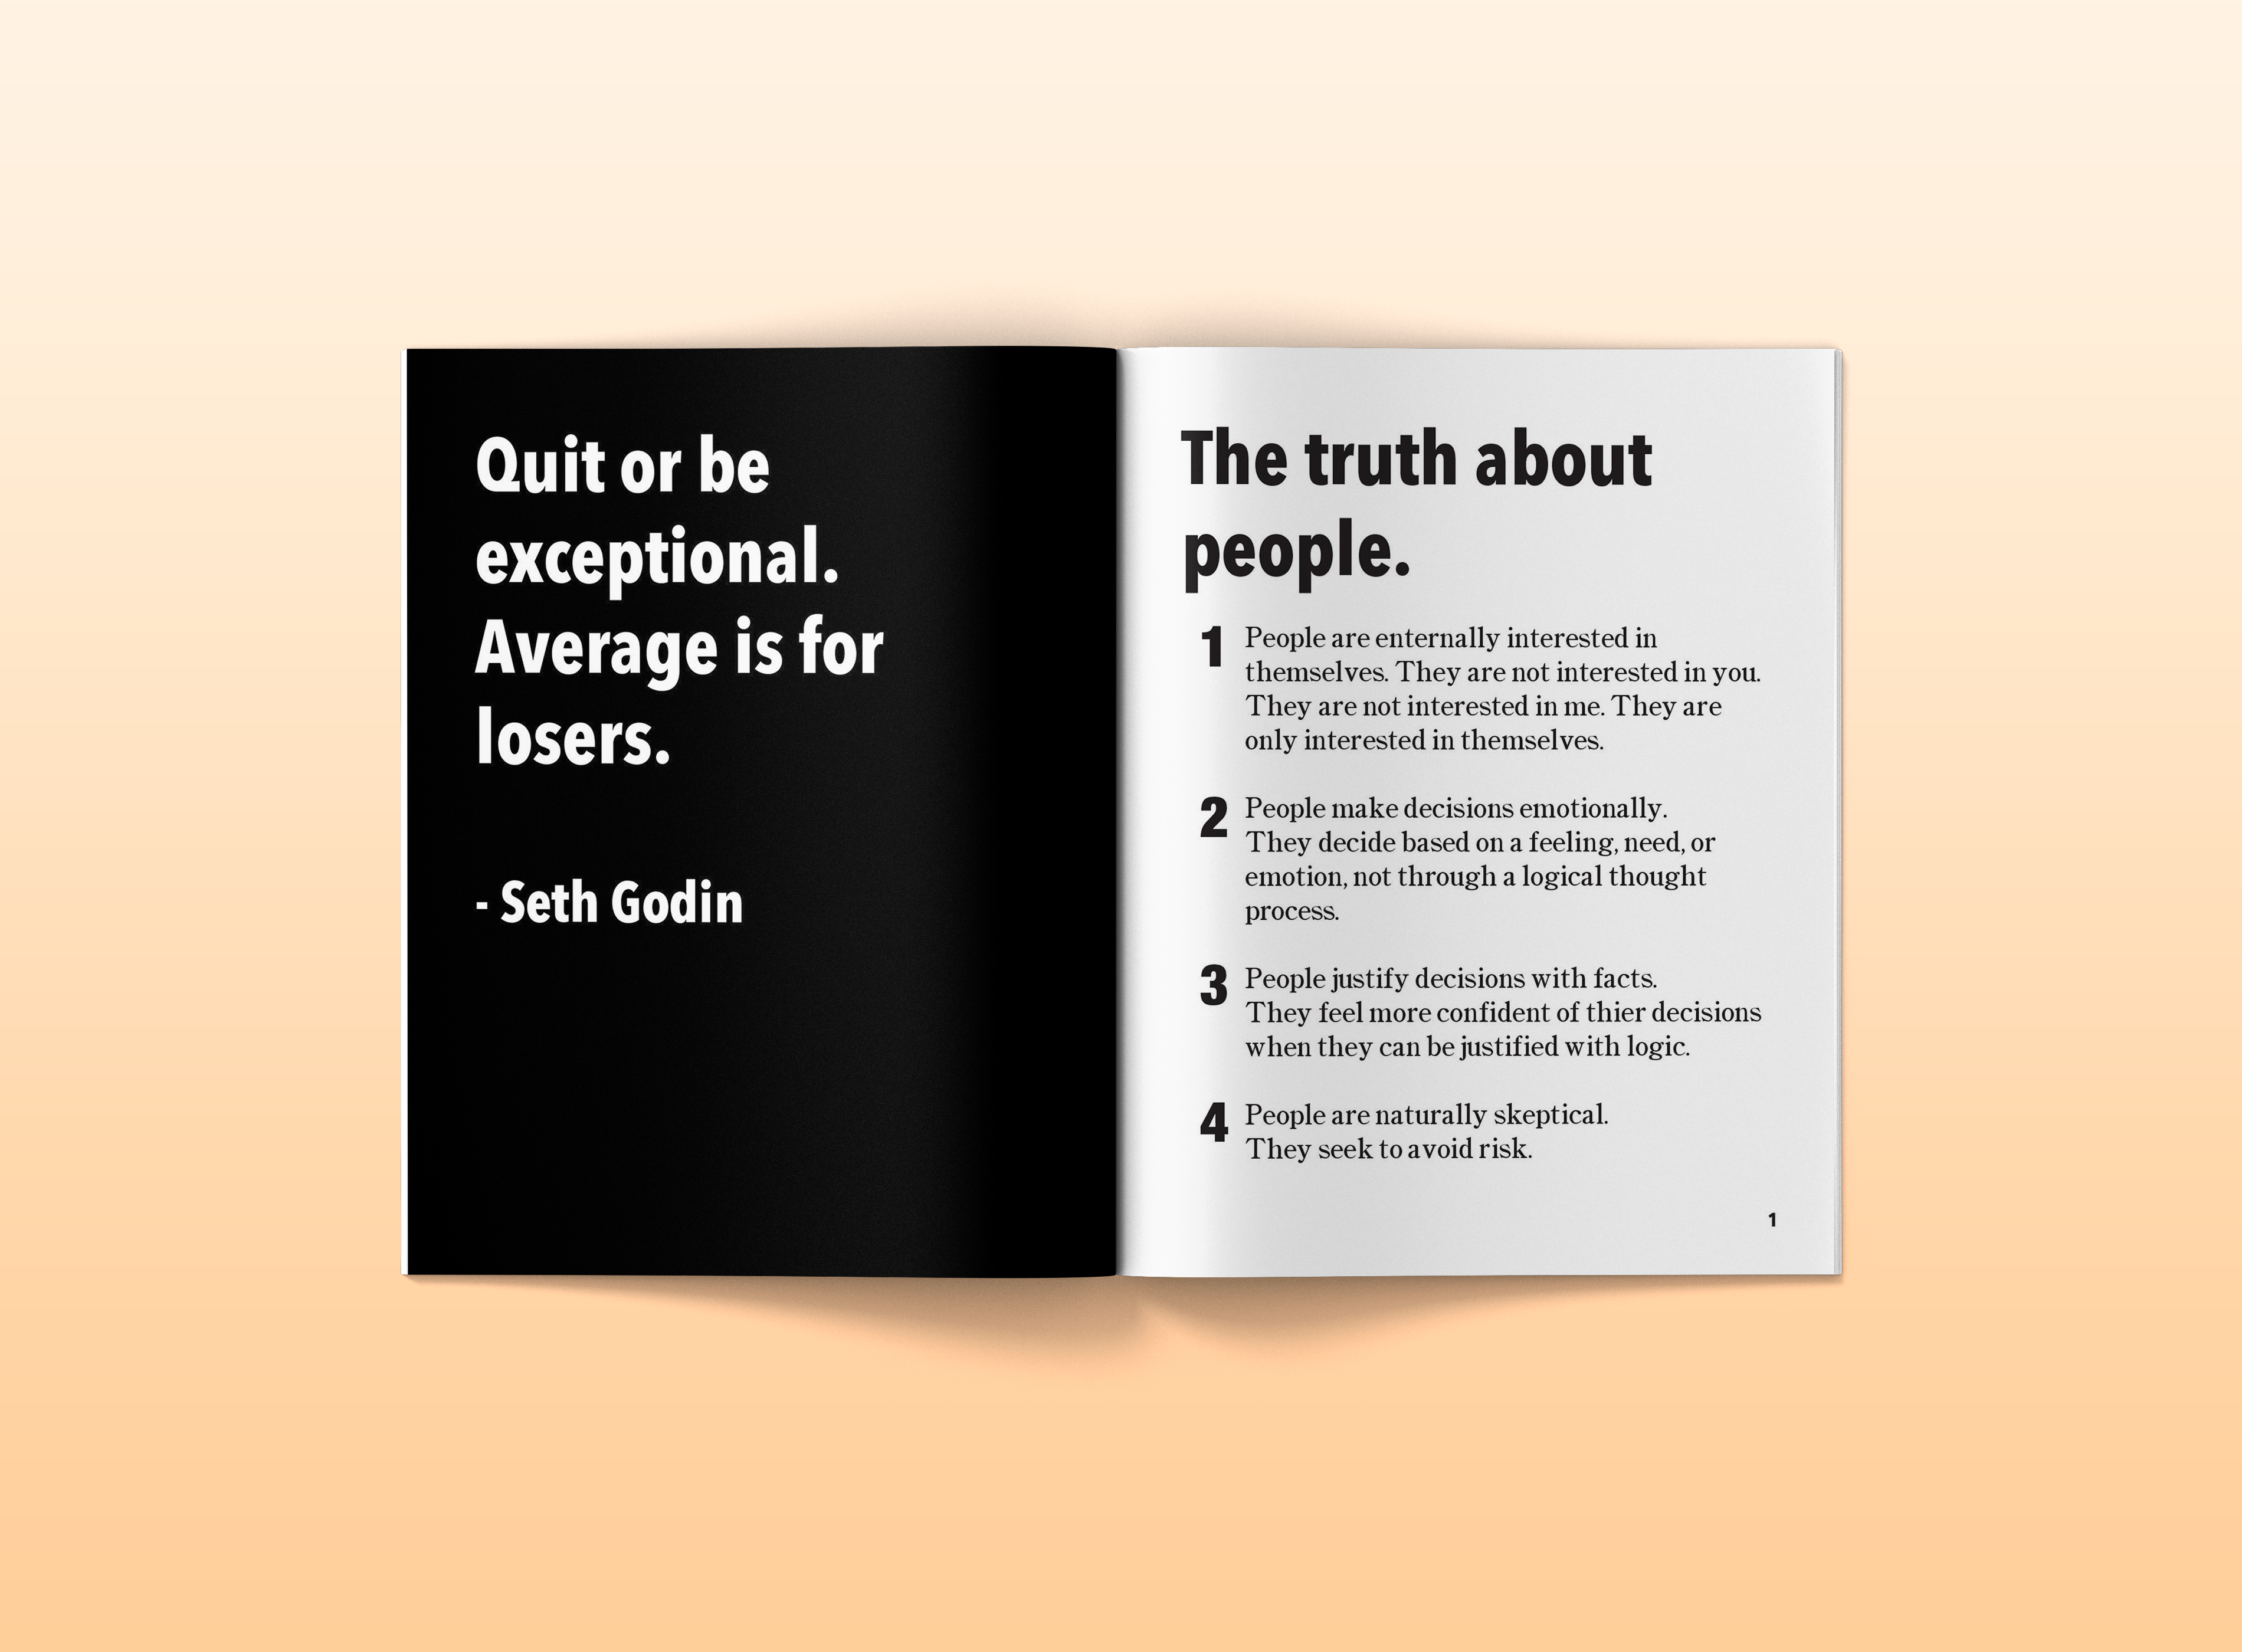 Quit or be
exceptional.
Average is for
losers.
- Seth Godin
The truth about
people.
1 People are enternally interested in
themselves. They are not interested in you.
They are not interested in me. They are
only interested in themselves.
2 People make decisions emotionally.
They decide based on a feeling, need, or
emotion, not through a logical thought
process.
3 People justify decisions with facts.
They feel more confident of thier decisions
when they can be justified with logic.
4 People are naturally skeptical.
They seek to avoid risk.
1